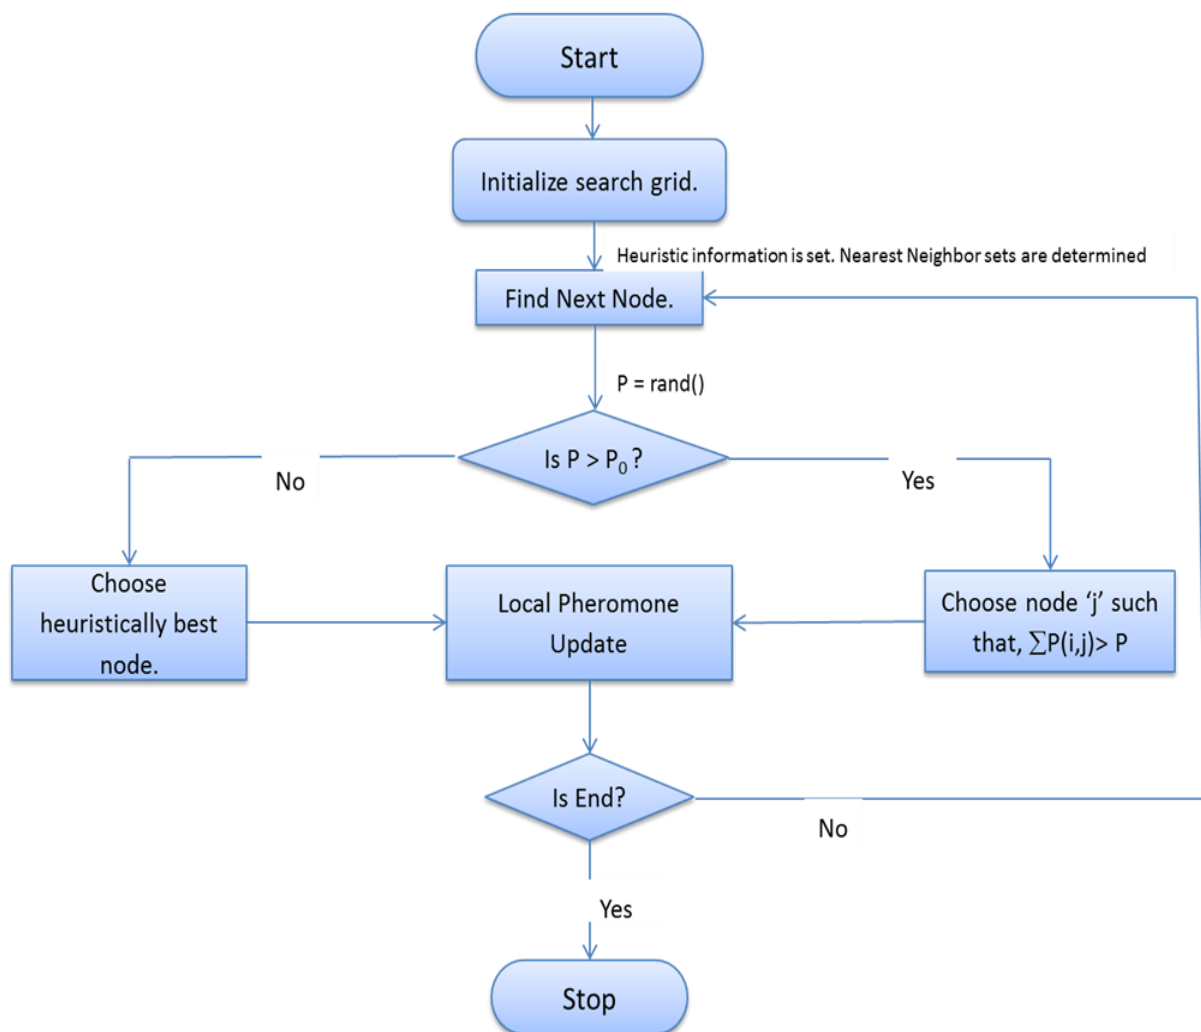 Start
Initialize search grid.
Heuristic information is set. Nearest Neighbor sets are determined
Find Next Node.
P = rand()
Is P > P₀ ?
No
Yes
Choose
heuristically best
node.
Local Pheromone
Update
Choose node ‘j’ such
that, ∑P(i,j)> P
Is End?
No
Yes
Stop